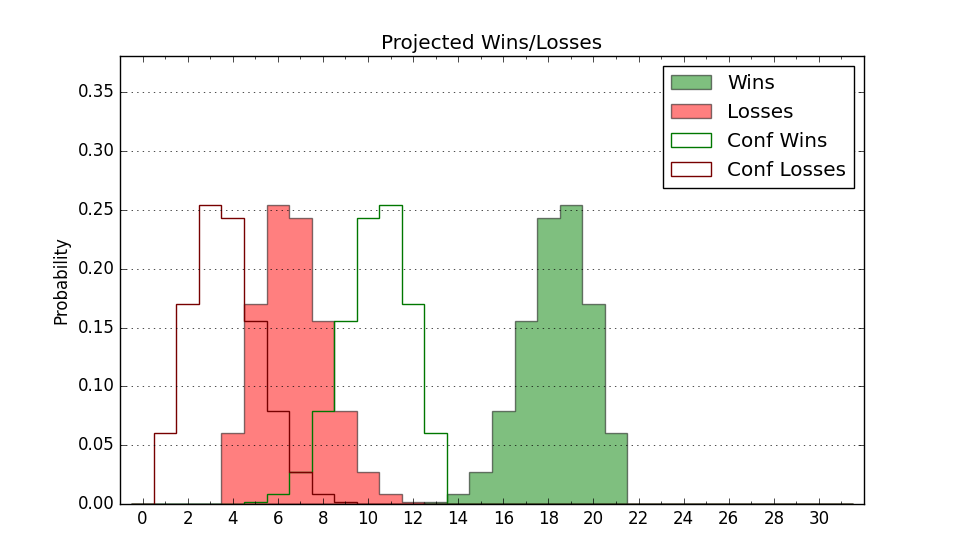 Projected Wins/Losses
Probability
0.35
0.30
0.25
0.20
0.15
0.10
0.05
0.00
0 2 4 6 8 10 12 14 16 18 20 22 24 26 28 30
Wins
Losses
Conf Wins
Conf Losses